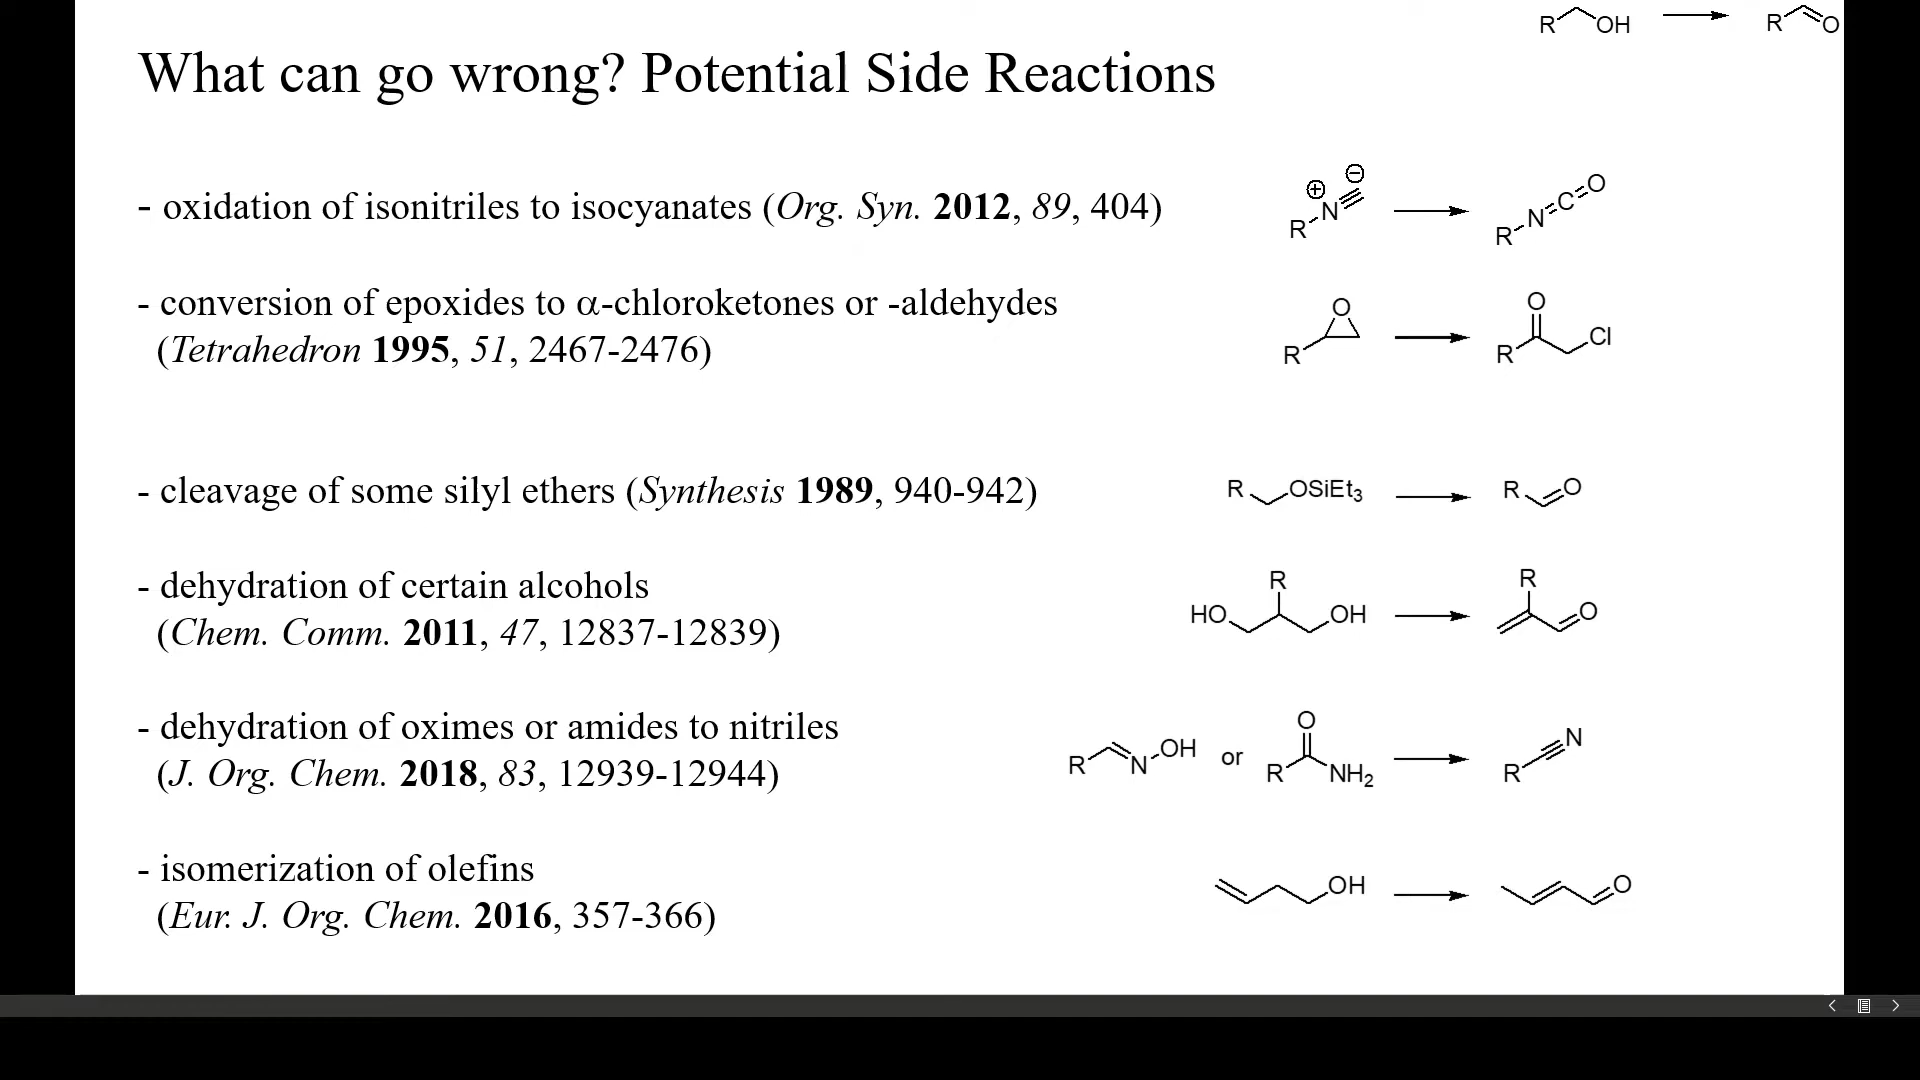 R OH R O
What can go wrong? Potential Side Reactions
- oxidation of isonitriles to isocyanates (Org. Syn. 2012, 89, 404)
⊕ ⊖
R N R N C O
- conversion of epoxides to α-chloroketones or -aldehydes
(Tetrahedron 1995, 51, 2467-2476)
O O
R R Cl
- cleavage of some silyl ethers (Synthesis 1989, 940-942)
R OSiEt3 R O
- dehydration of certain alcohols
(Chem. Comm. 2011, 47, 12837-12839)
R R
HO OH O
- dehydration of oximes or amides to nitriles
(J. Org. Chem. 2018, 83, 12939-12944)
O
R N OH or R NH2 R N
- isomerization of olefins
(Eur. J. Org. Chem. 2016, 357-366)
OH O